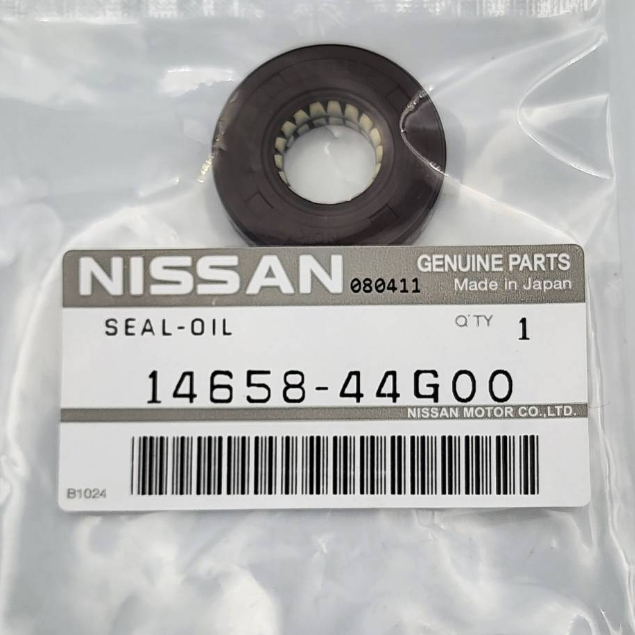 NISSAN 080411 GENUINE PARTS
Made in Japan
SEAL-OIL Q'TY 1
14658-44G00
NISSAN MOTOR CO.,LTD.
B1024